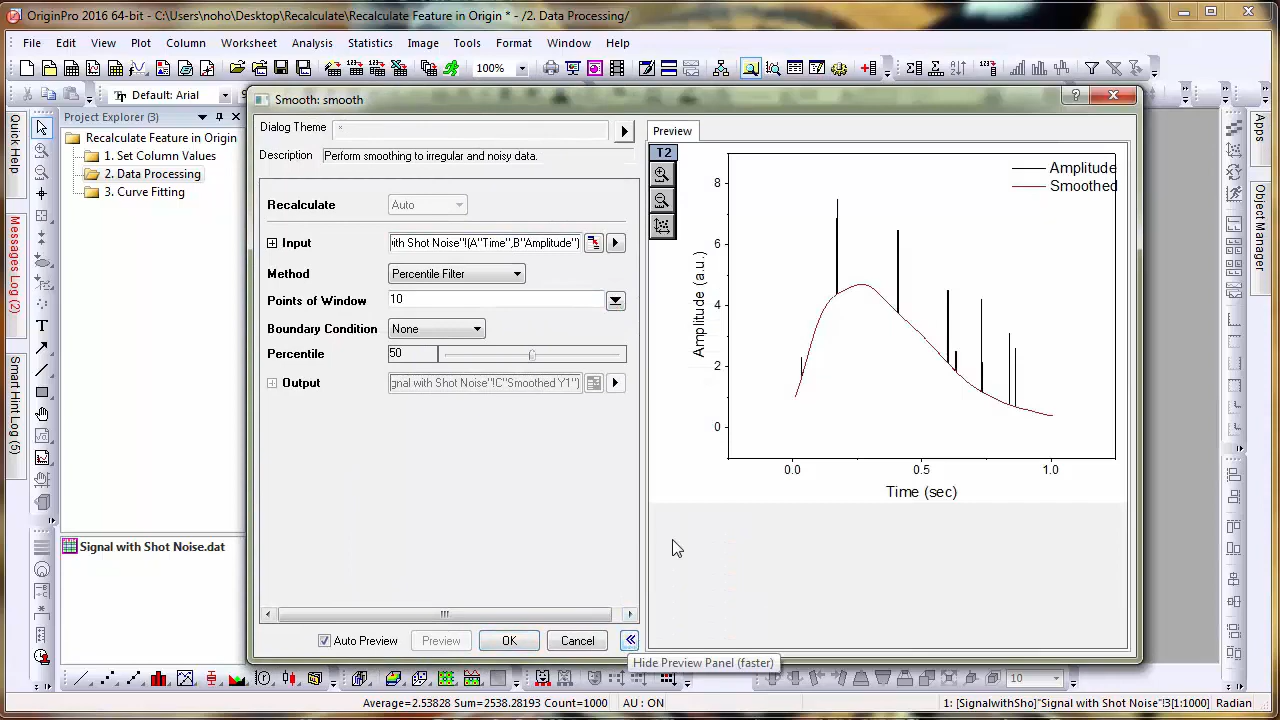 OriginPro 2016 64-bit - C:\Users\noho\Desktop\Recalculate\Recalculate Feature in Origin * - /2. Data Processing/
File Edit View Plot Column Worksheet Analysis Statistics Image Tools Format Window Help
100%
Default: Arial 9
Quick Help
Messages Log (2)
Smart Hint Log (5)
Project Explorer (3)
Recalculate Feature in Origin
1. Set Column Values
2. Data Processing
3. Curve Fitting
Signal with Shot Noise.dat
Smooth: smooth
Dialog Theme *
Description Perform smoothing to irregular and noisy data.
Recalculate Auto
Input ith Shot Noise"!(A"Time",B"Amplitude")
Method Percentile Filter
Points of Window 10
Boundary Condition None
Percentile 50
Output gnal with Shot Noise"!C"Smoothed Y1")
Auto Preview Preview OK Cancel
Hide Preview Panel (faster)
Preview
T2
Amplitude
Smoothed
8
6
4
2
0
Amplitude (a.u.)
0.0 0.5 1.0
Time (sec)
Apps
Object Manager
10
Average=2.53828 Sum=2538.28193 Count=1000 AU : ON 1: [SignalwithSho]"Signal with Shot Noise"!3[1:1000] Radian